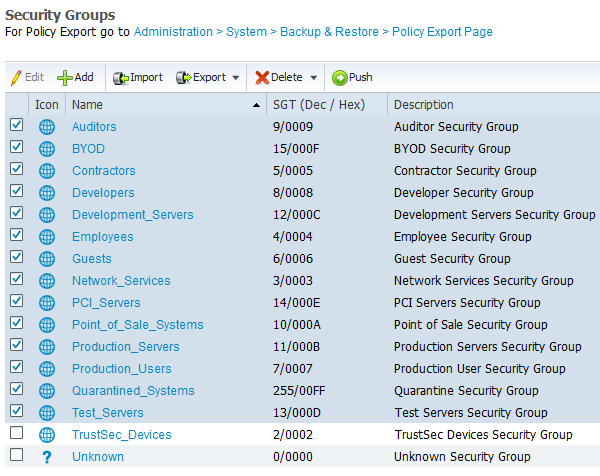 Security Groups
For Policy Export go to Administration > System > Backup & Restore > Policy Export Page
Edit Add Import Export Delete Push
Icon Name SGT (Dec / Hex) Description
Auditors 9/0009 Auditor Security Group
BYOD 15/000F BYOD Security Group
Contractors 5/0005 Contractor Security Group
Developers 8/0008 Developer Security Group
Development_Servers 12/000C Development Servers Security Group
Employees 4/0004 Employee Security Group
Guests 6/0006 Guest Security Group
Network_Services 3/0003 Network Services Security Group
PCI_Servers 14/000E PCI Servers Security Group
Point_of_Sale_Systems 10/000A Point of Sale Security Group
Production_Servers 11/000B Production Servers Security Group
Production_Users 7/0007 Production User Security Group
Quarantined_Systems 255/00FF Quarantine Security Group
Test_Servers 13/000D Test Servers Security Group
TrustSec_Devices 2/0002 TrustSec Devices Security Group
? Unknown 0/0000 Unknown Security Group